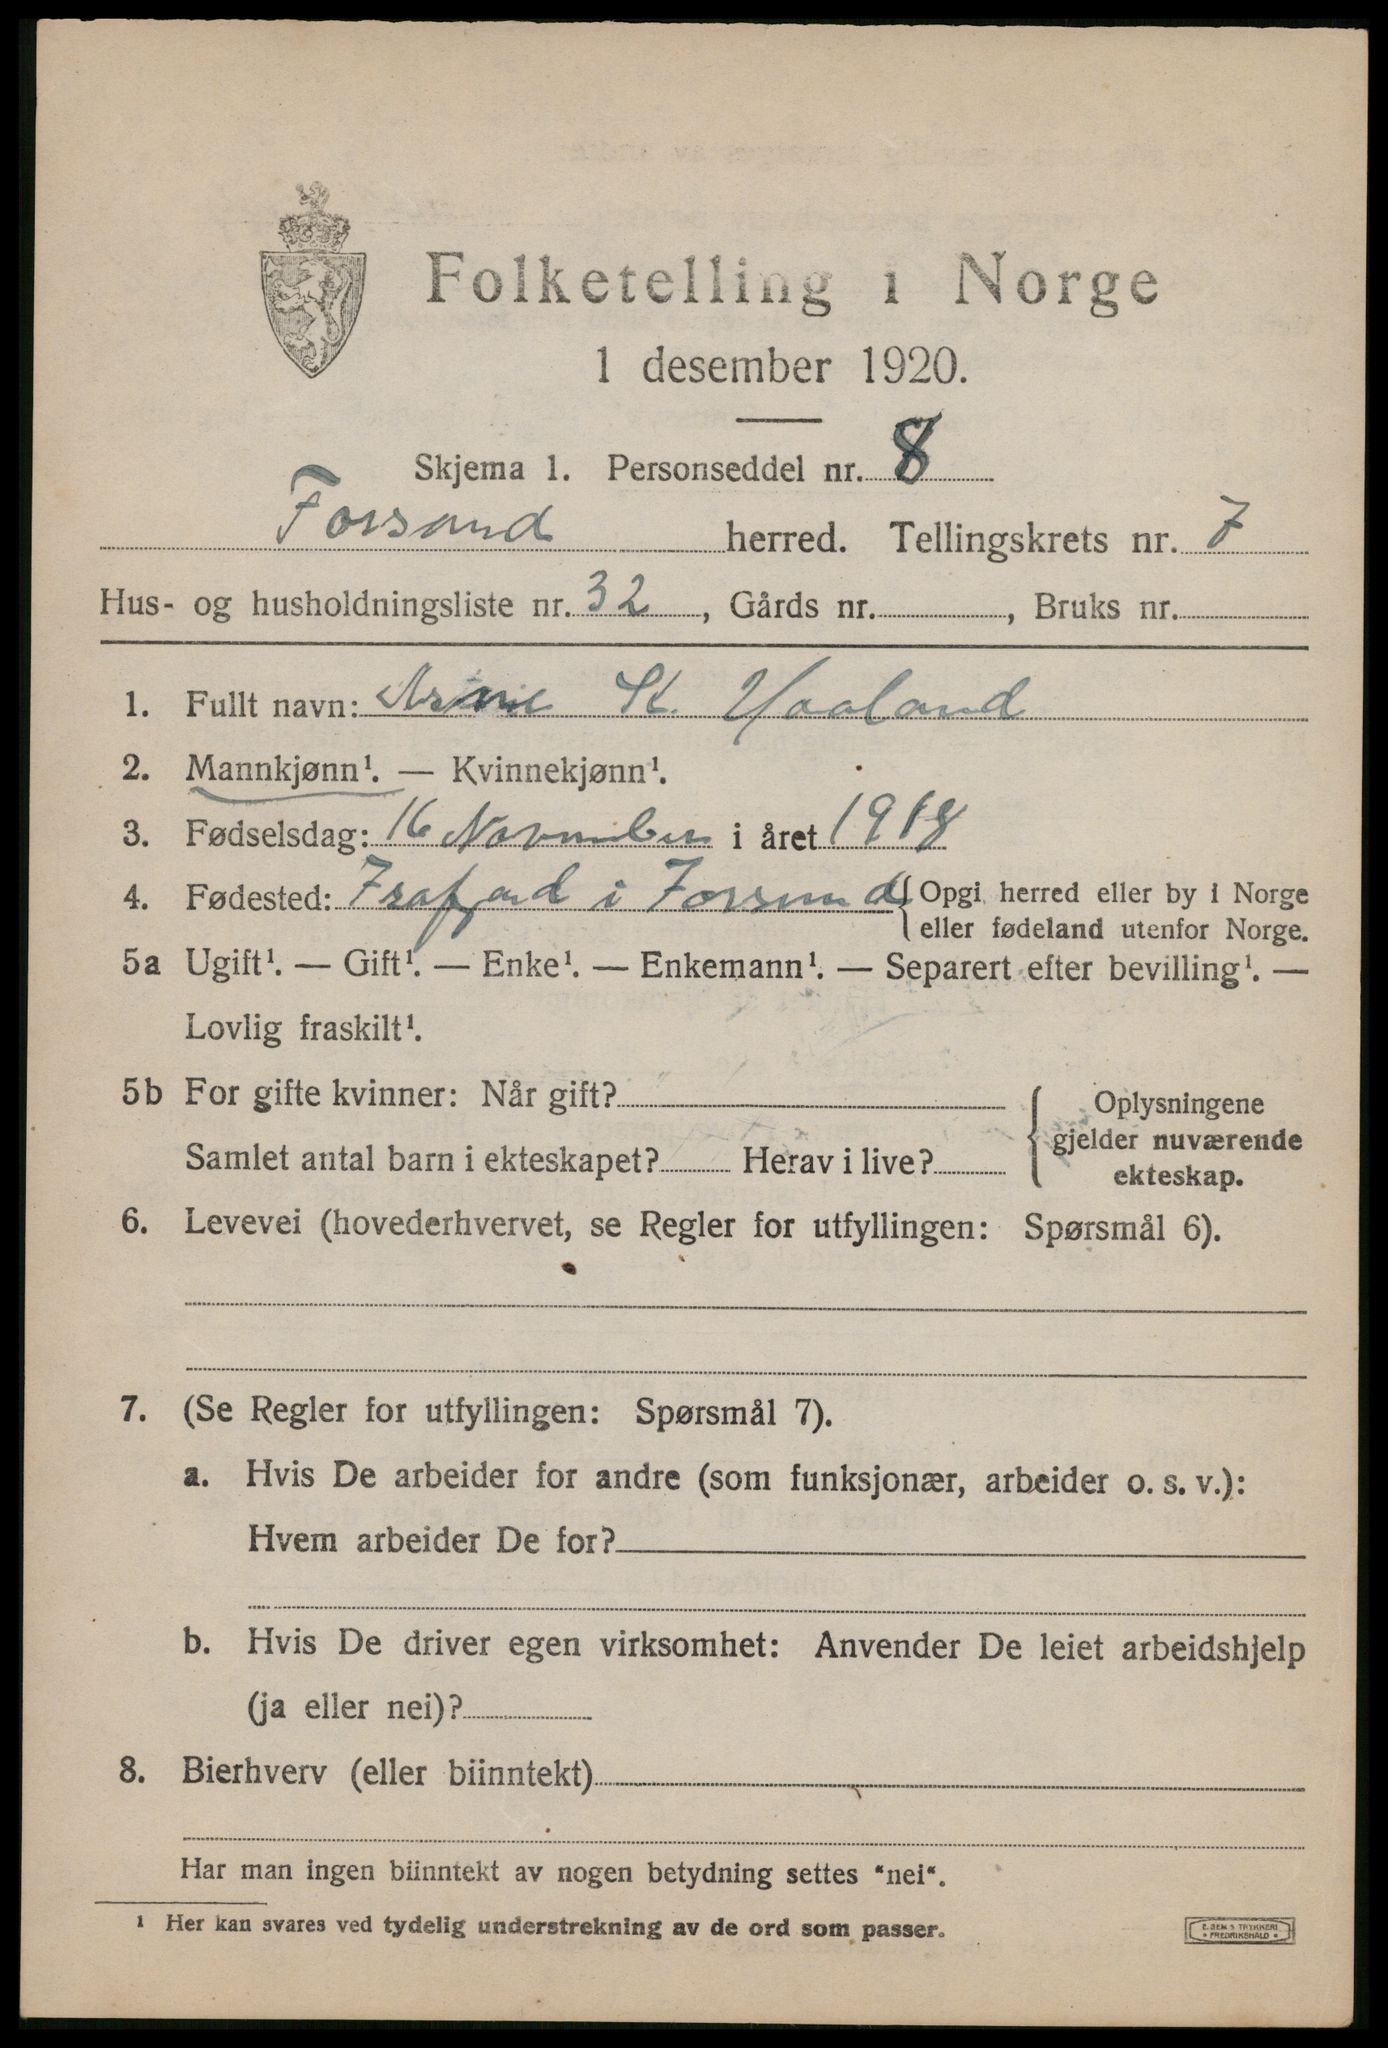 Folketelling i Norge
1 desember 1920.
Skjema 1. Personseddel nr. 8
Forsand herred. Tellingskrets nr. 7
Hus- og husholdningsliste nr. 32, Gårds nr. , Bruks nr.
1. Fullt navn: Arne St. Haaland
2. Mannkjønn¹. — Kvinnekjønn¹.
3. Fødselsdag: 16 November i året 1918
4. Fødested: Frafjord i Forsand { Opgi herred eller by i Norge
eller fødeland utenfor Norge.
5a Ugift¹. — Gift¹. — Enke¹. — Enkemann¹. — Separert efter bevilling¹. —
Lovlig fraskilt¹.
5b For gifte kvinner: Når gift?
Samlet antal barn i ekteskapet? Herav i live?
{ Oplysningene
gjelder nuværende
ekteskap.
6. Levevei (hovederhvervet, se Regler for utfyllingen: Spørsmål 6).
7. (Se Regler for utfyllingen: Spørsmål 7).
a. Hvis De arbeider for andre (som funksjonær, arbeider o. s. v.):
Hvem arbeider De for?
b. Hvis De driver egen virksomhet: Anvender De leiet arbeidshjelp
(ja eller nei)?
8. Bierhverv (eller biinntekt)
Har man ingen biinntekt av nogen betydning settes "nei".
¹ Her kan svares ved tydelig understrekning av de ord som passer.
E. SEM'S TRYKKERI
• FREDRIKSHALD •